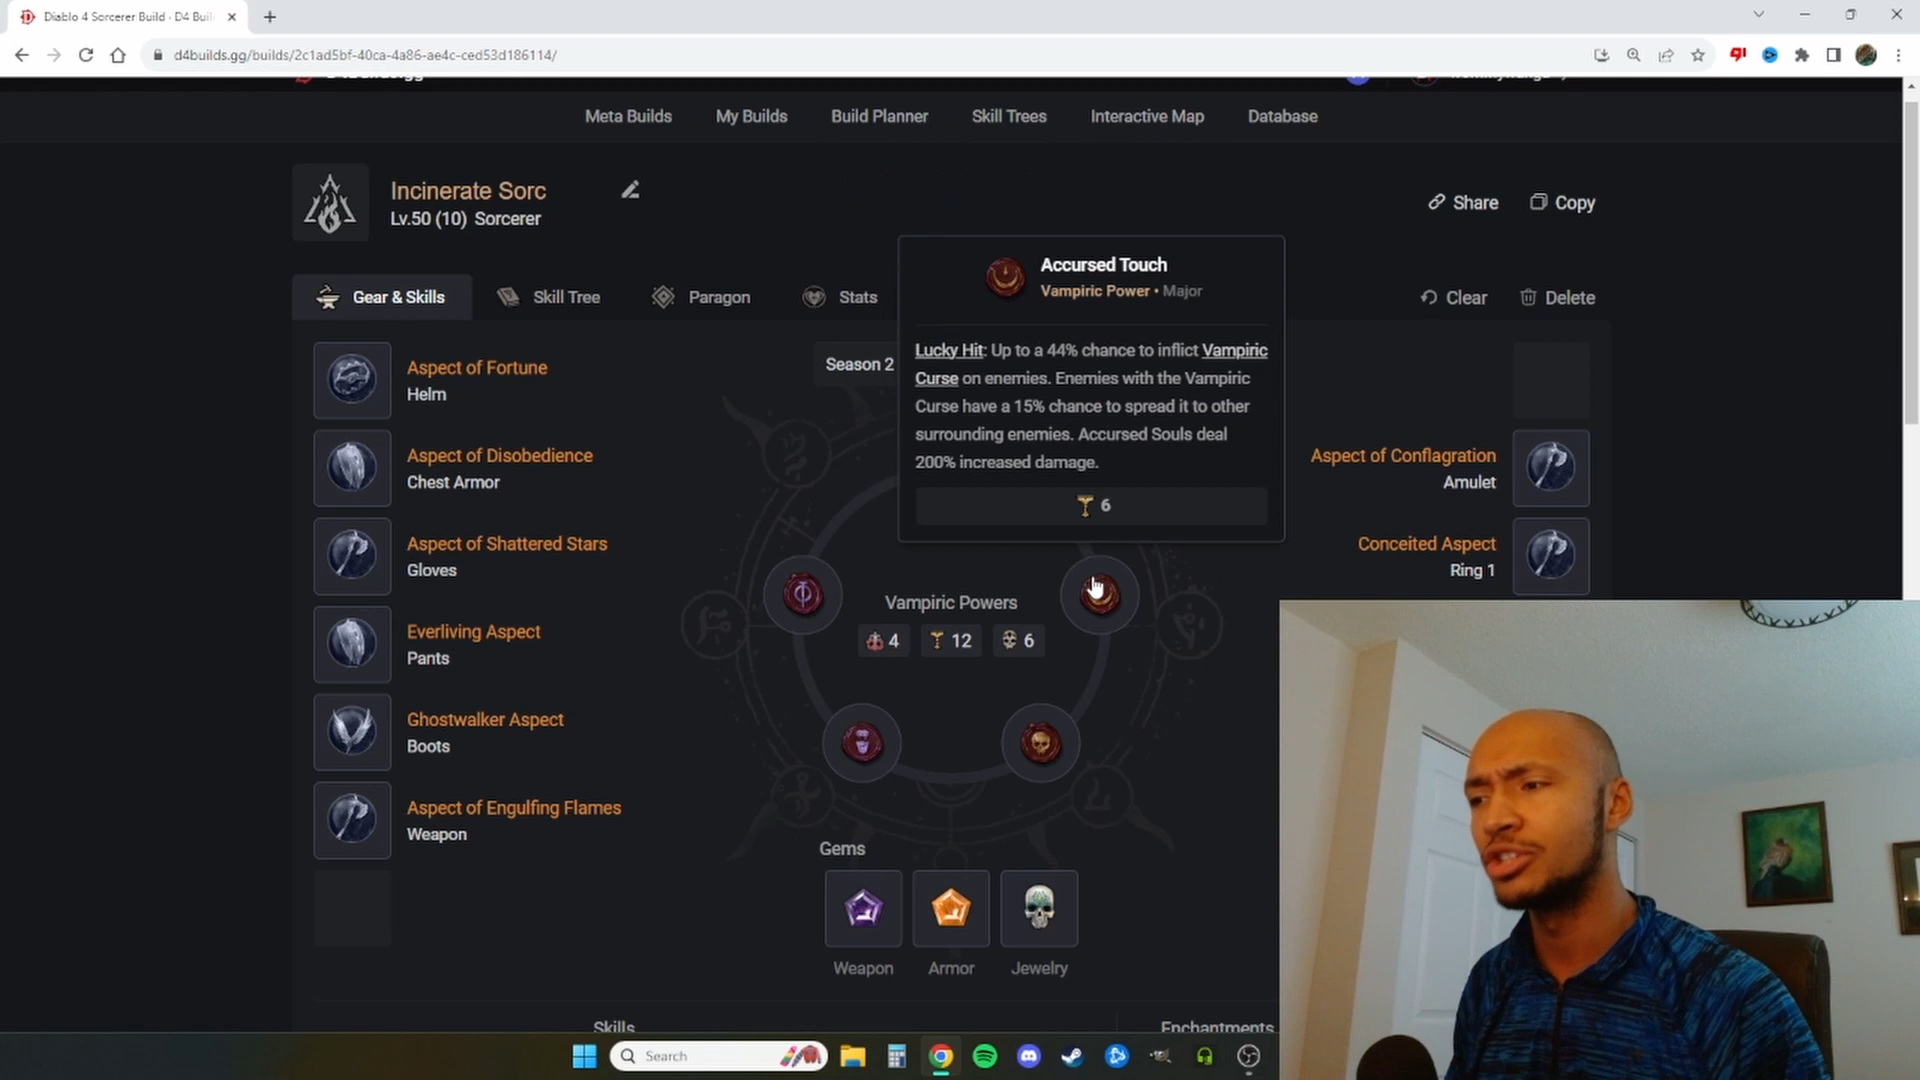 Diablo 4 Sorcerer Build - D4 Buil
d4builds.gg/builds/2c1ad5bf-40ca-4a86-ae4c-ced53d186114/
Meta Builds
My Builds
Build Planner
Skill Trees
Interactive Map
Database
Incinerate Sorc
Lv.50 (10) Sorcerer
Share
Copy
Gear & Skills
Skill Tree
Paragon
Stats
Clear
Delete
Accursed Touch
Vampiric Power • Major
Lucky Hit: Up to a 44% chance to inflict Vampiric
Curse on enemies. Enemies with the Vampiric
Curse have a 15% chance to spread it to other
surrounding enemies. Accursed Souls deal
200% increased damage.
6
Season 2
Aspect of Fortune
Helm
Aspect of Disobedience
Chest Armor
Aspect of Shattered Stars
Gloves
Everliving Aspect
Pants
Ghostwalker Aspect
Boots
Aspect of Engulfing Flames
Weapon
Vampiric Powers
4
12
6
Aspect of Conflagration
Amulet
Conceited Aspect
Ring 1
Gems
Weapon
Armor
Jewelry
Skills
Enchantments
Search